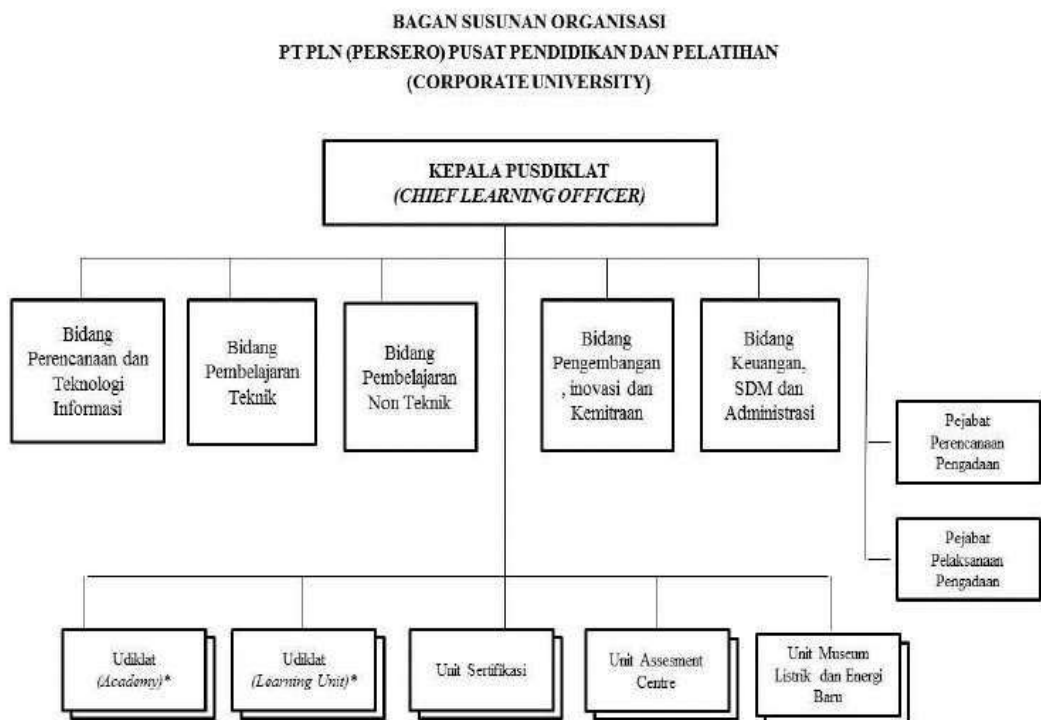 BAGAN SUSUNAN ORGANISASI
PT PLN (PERSERO) PUSAT PENDIDIKAN DAN PELATIHAN
(CORPORATE UNIVERSITY)
KEPALA PUSDIKLAT
(CHIEF LEARNING OFFICER)
Bidang
Perencanaan dan
Teknologi
Informasi
Bidang
Pembelajaran
Teknik
Bidang
Pembelajaran
Non Teknik
Bidang
Pengembangan
, inovasi dan
Kemitraan
Bidang
Keuangan,
SDM dan
Administrasi
Pejabat
Perencanaan
Pengadaan
Pejabat
Pelaksanaan
Pengadaan
Udiklat
(Academy)*
Udiklat
(Learning Unit)*
Unit Sertifikasi
Unit Assesment
Centre
Unit Museum
Listrik dan Energi
Baru